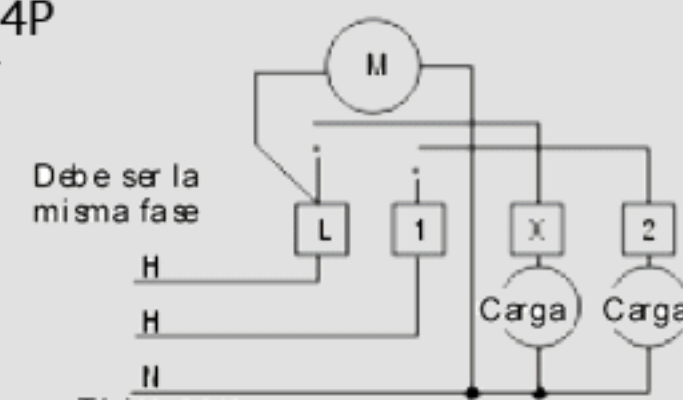 4P
M
Debe ser la
misma fase
L 1 X 2
H
Carga Carga
H
N